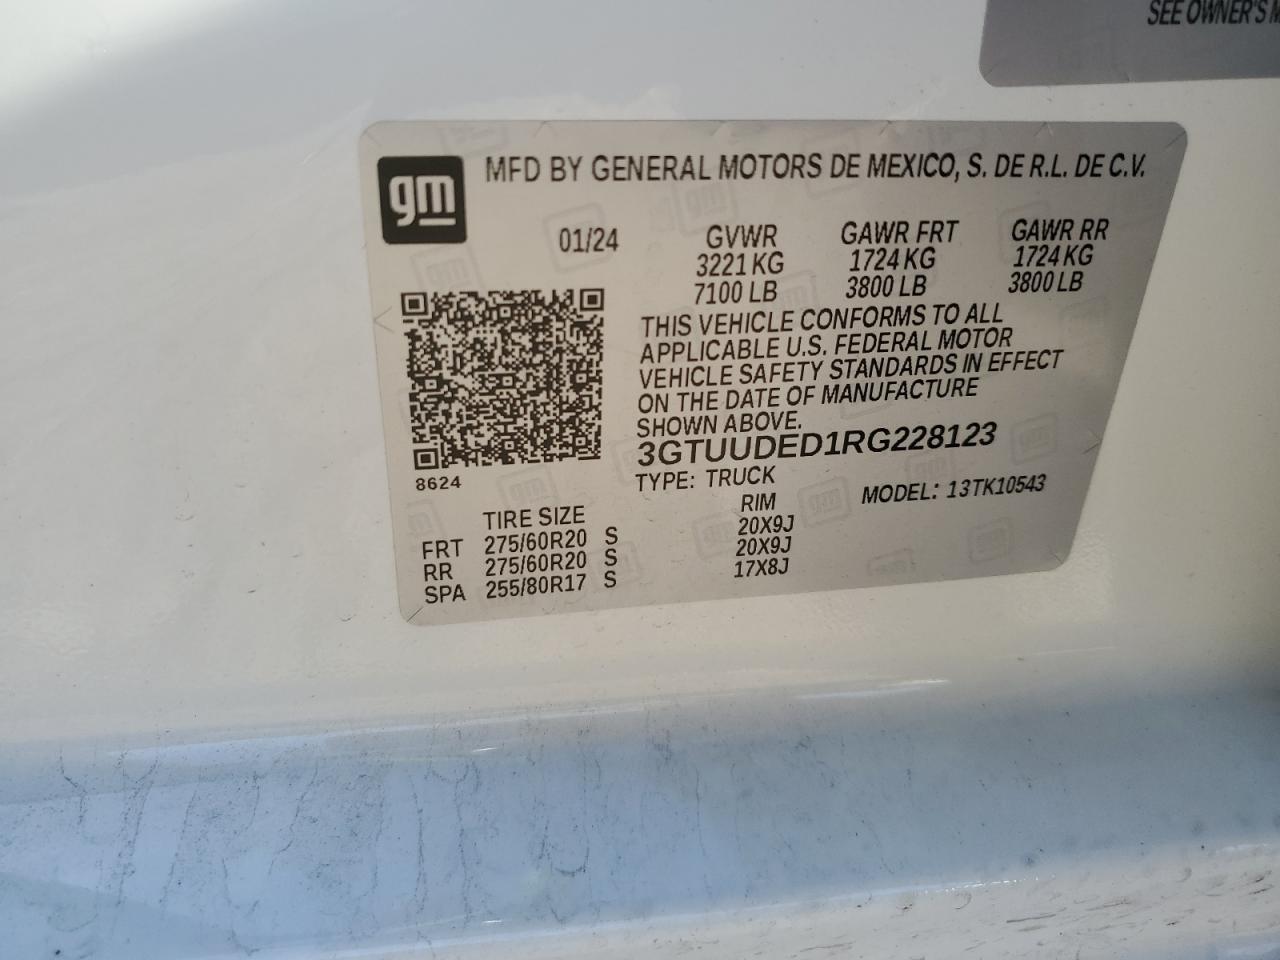 SEE OWNER'S
gm
MFD BY GENERAL MOTORS DE MEXICO, S. DE R.L. DE C.V.
01/24 GVWR GAWR FRT GAWR RR
3221 KG 1724 KG 1724 KG
7100 LB 3800 LB 3800 LB
THIS VEHICLE CONFORMS TO ALL
APPLICABLE U.S. FEDERAL MOTOR
VEHICLE SAFETY STANDARDS IN EFFECT
ON THE DATE OF MANUFACTURE
SHOWN ABOVE.
3GTUUDED1RG228123
8624
TYPE: TRUCK MODEL: 13TK10543
TIRE SIZE RIM
FRT 275/60R20 S 20X9J
RR 275/60R20 S 20X9J
SPA 255/80R17 S 17X8J